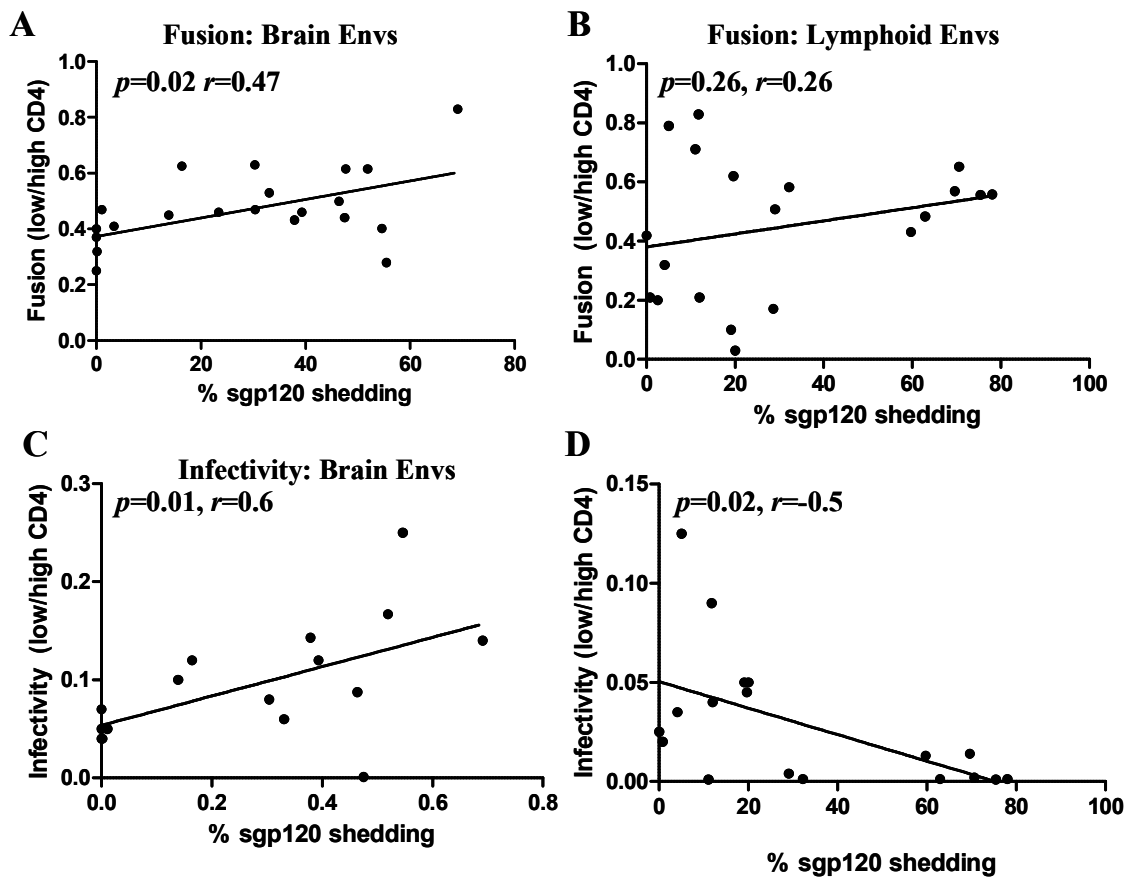 A
Fusion: Brain Envs
p=0.02 r=0.47
1.0
0.8
0.6
0.4
0.2
0.0
Fusion (low/high CD4)
0 20 40 60 80
% sgp120 shedding
B
Fusion: Lymphoid Envs
p=0.26, r=0.26
1.0
0.8
0.6
0.4
0.2
0.0
Fusion (low/high CD4)
0 20 40 60 80 100
% sgp120 shedding
C
Infectivity: Brain Envs
p=0.01, r=0.6
0.3
0.2
0.1
0.0
Infectivity (low/high CD4)
0.0 0.2 0.4 0.6 0.8
% sgp120 shedding
D
p=0.02, r=-0.5
0.15
0.10
0.05
0.00
Infectivity (low/high CD4)
0 20 40 60 80 100
% sgp120 shedding